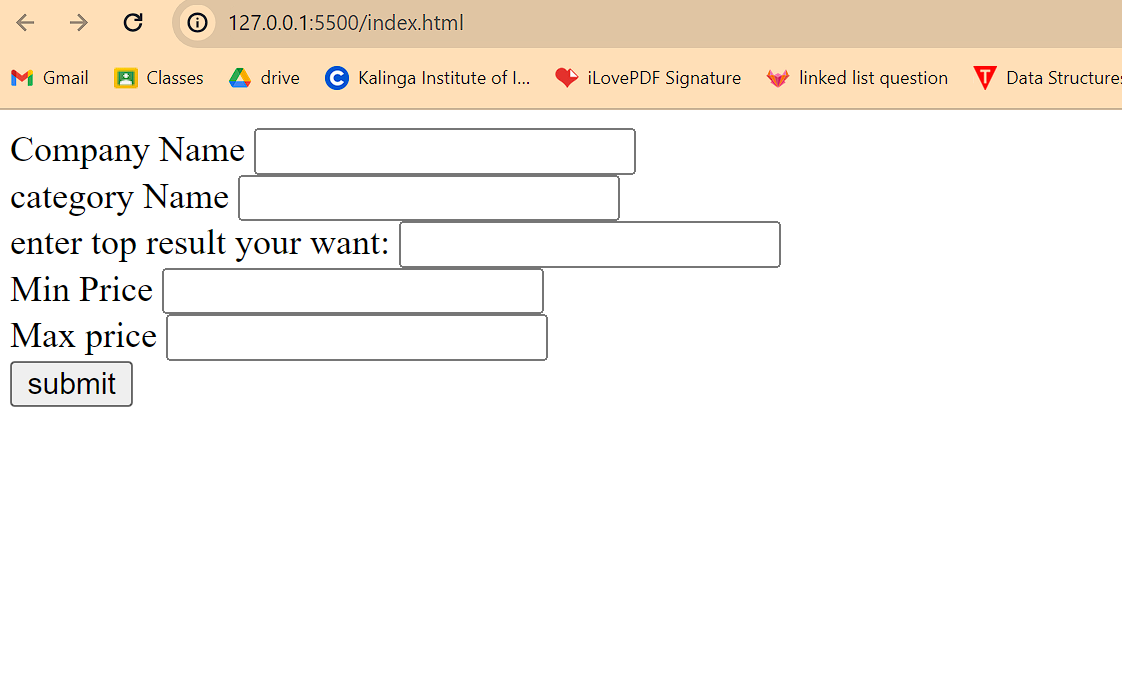 127.0.0.1:5500/index.html
Gmail Classes drive Kalinga Institute of I... iLovePDF Signature linked list question Data Structures
Company Name
category Name
enter top result your want:
Min Price
Max price
submit